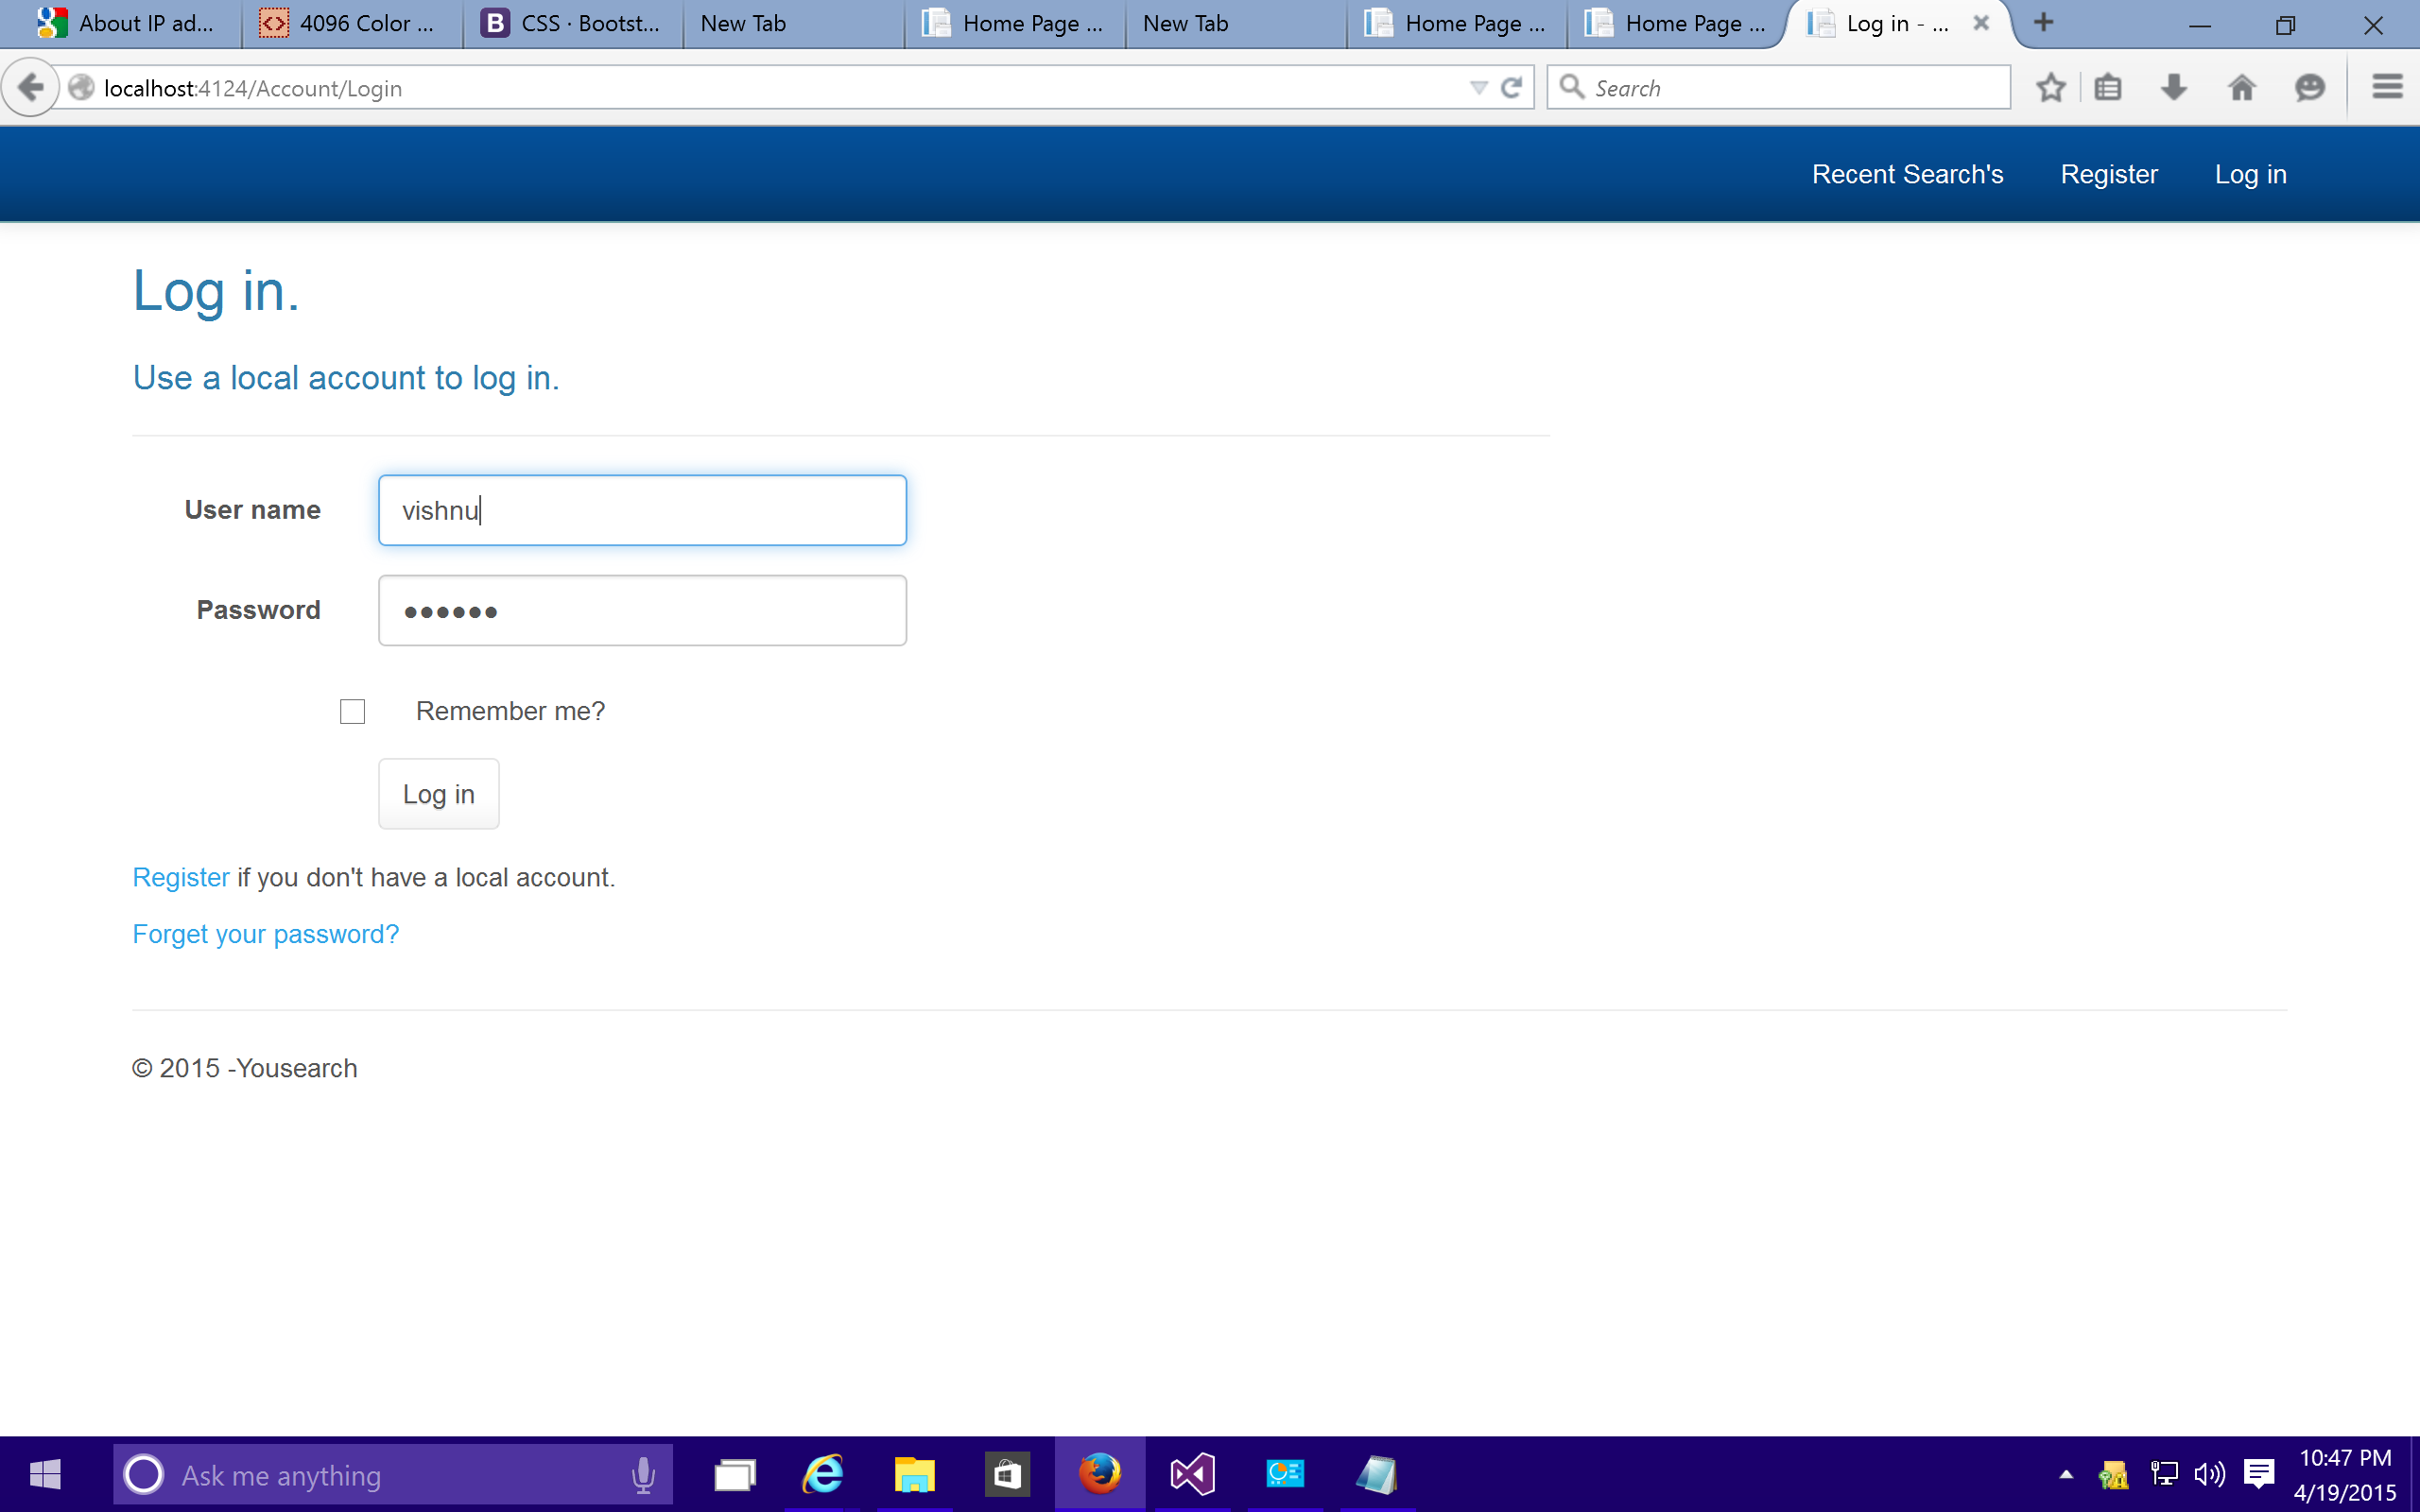 About IP ad... 4096 Color ... CSS · Bootst... New Tab Home Page ... New Tab Home Page ... Home Page ... Log in - ...
localhost:4124/Account/Login Search
Recent Search's Register Log in
Log in.
Use a local account to log in.
User name vishnu
Password ••••••
Remember me?
Log in
Register if you don't have a local account.
Forget your password?
© 2015 -Yousearch
Ask me anything
10:47 PM
4/19/2015